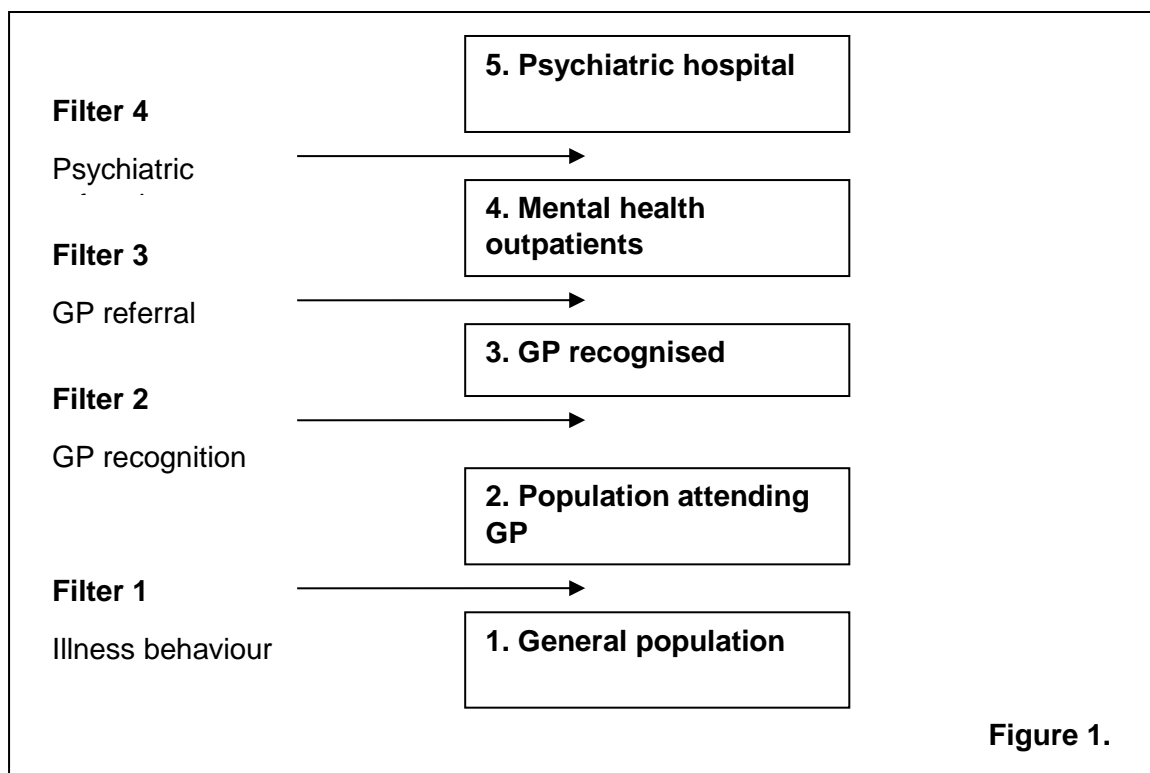 5. Psychiatric hospital
Filter 4
Psychiatric
4. Mental health
outpatients
Filter 3
GP referral
3. GP recognised
Filter 2
GP recognition
2. Population attending
GP
Filter 1
Illness behaviour
1. General population
Figure 1.